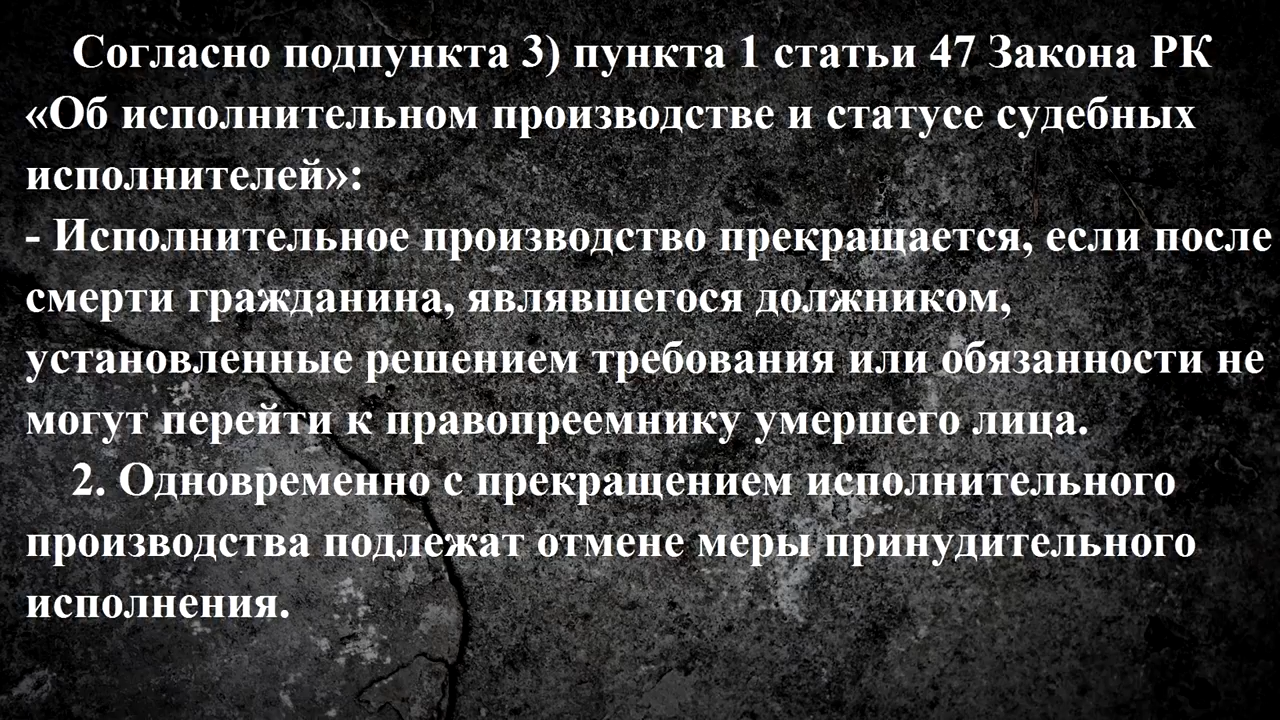 Согласно подпункта 3) пункта 1 статьи 47 Закона РК
«Об исполнительном производстве и статусе судебных
исполнителей»:
- Исполнительное производство прекращается, если после
смерти гражданина, являвшегося должником,
установленные решением требования или обязанности не
могут перейти к правопреемнику умершего лица.
2. Одновременно с прекращением исполнительного
производства подлежат отмене меры принудительного
исполнения.